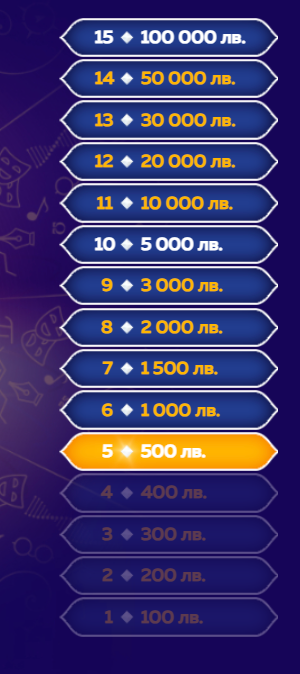 15 ◆ 100 000 лв.
14 ◆ 50 000 лв.
13 ◆ 30 000 лв.
12 ◆ 20 000 лв.
11 ◆ 10 000 лв.
10 ◆ 5 000 лв.
9 ◆ 3 000 лв.
8 ◆ 2 000 лв.
7 ◆ 1 500 лв.
6 ◆ 1 000 лв.
5 ◆ 500 лв.
4 ◆ 400 лв.
3 ◆ 300 лв.
2 ◆ 200 лв.
1 ◆ 100 лв.